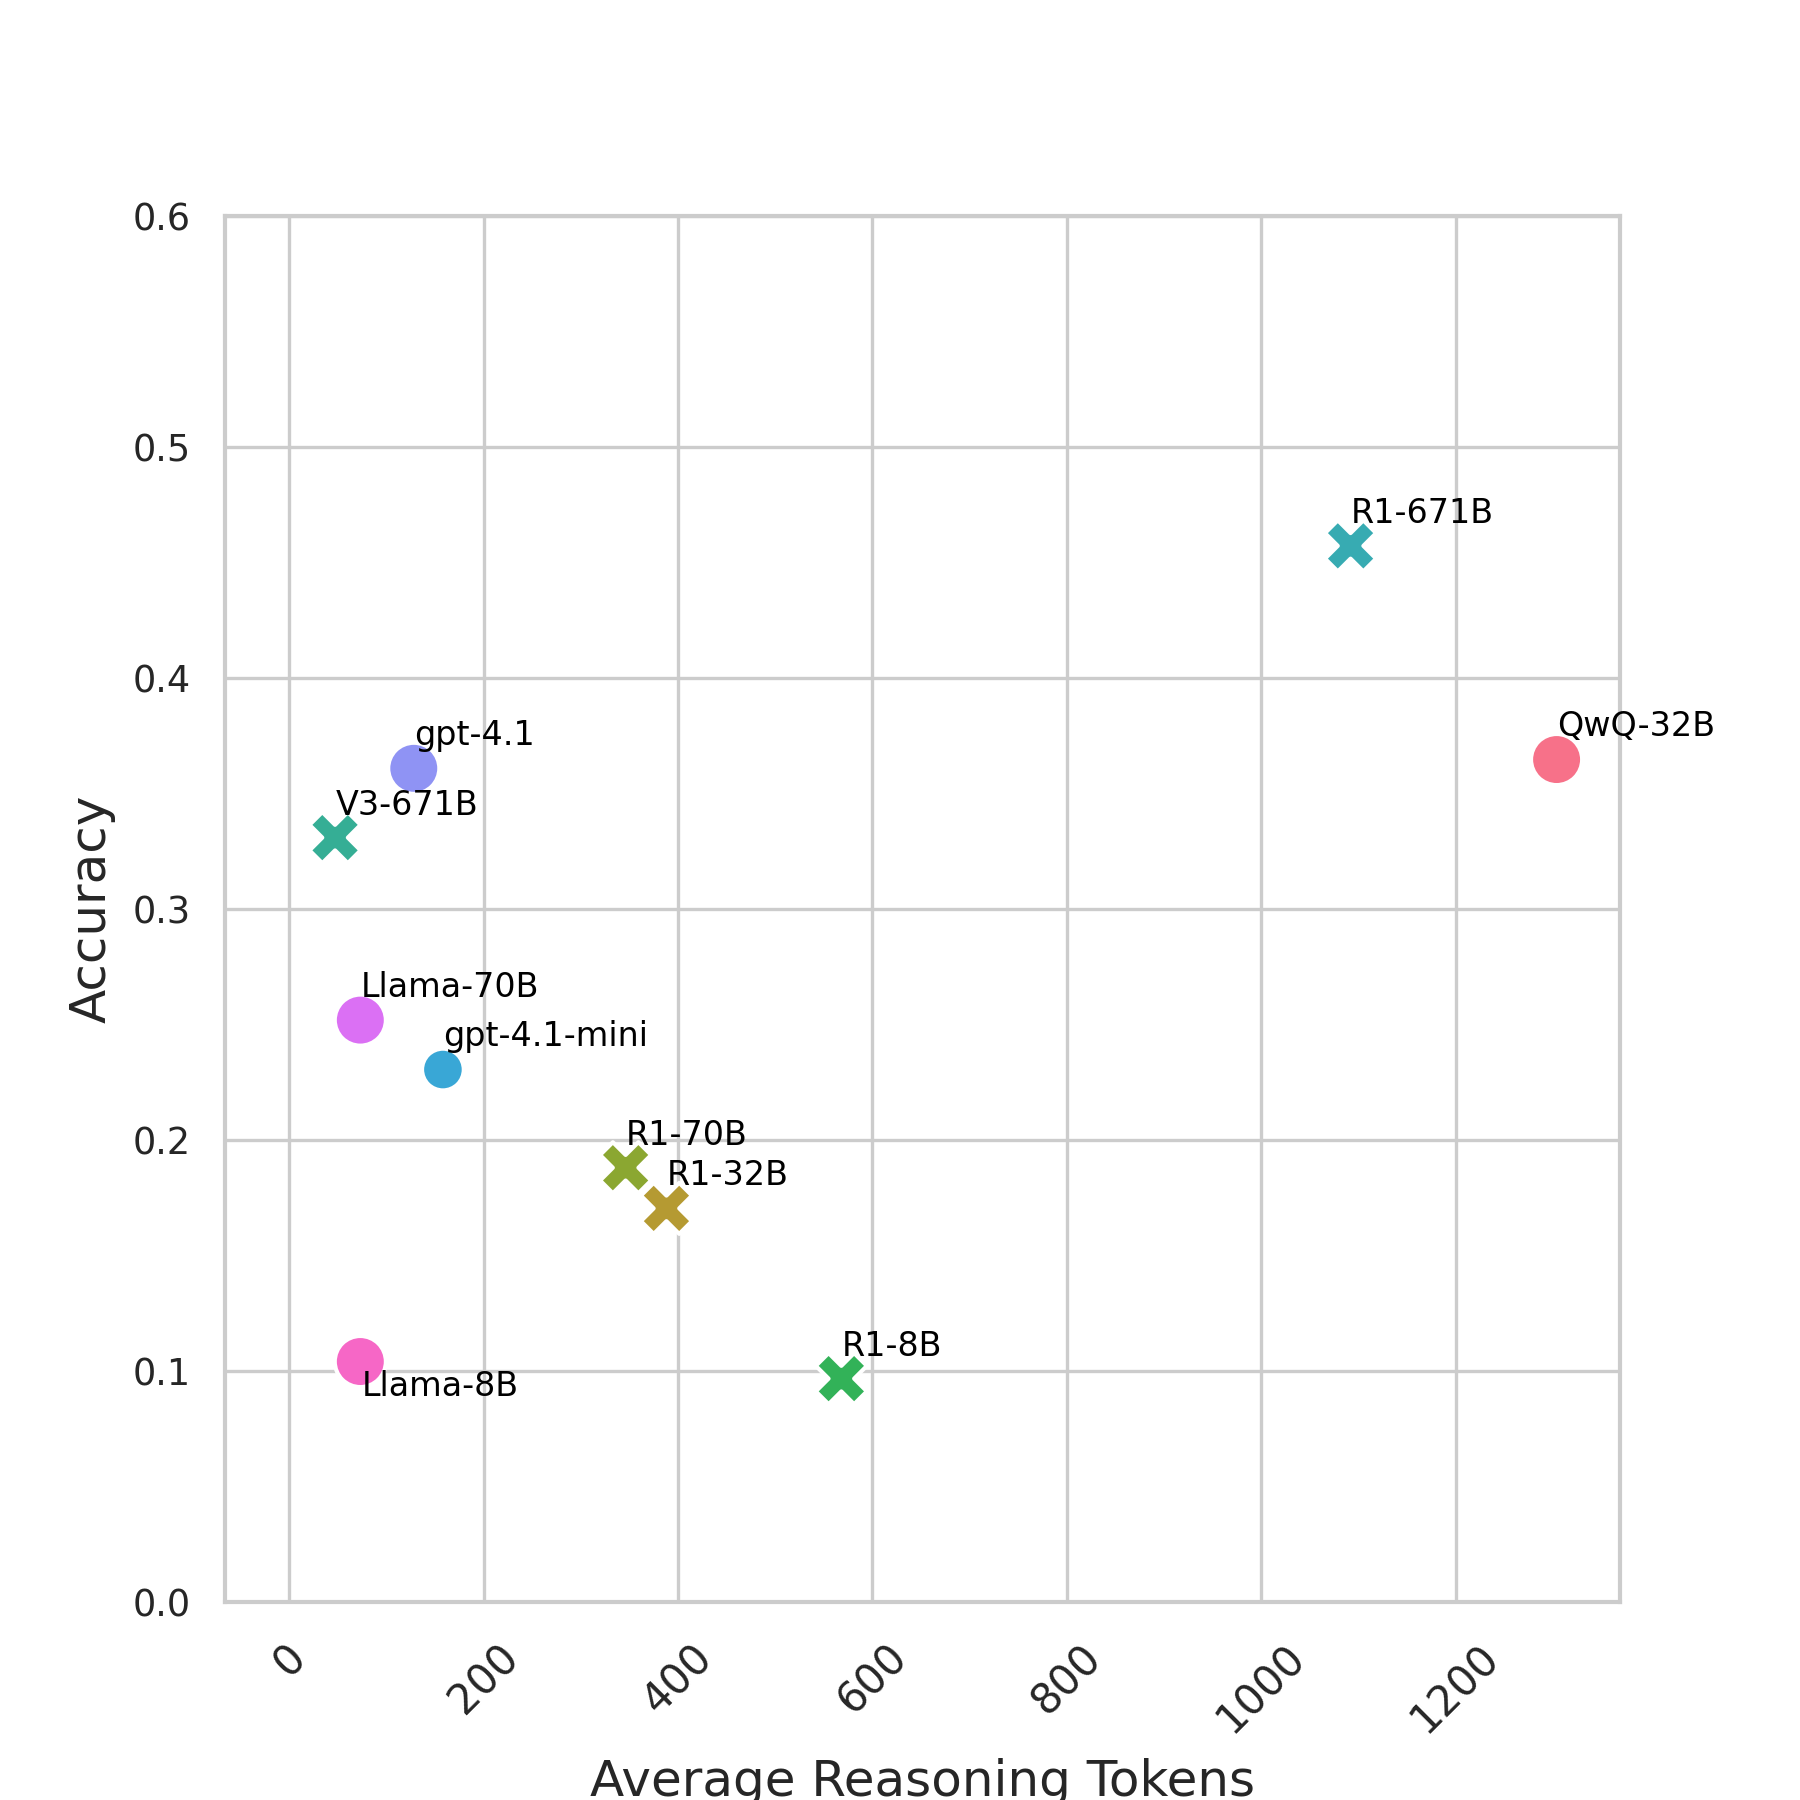 0.6
0.5
R1-671B
0.4
gpt-4.1
QwQ-32B
V3-671B
Accuracy
0.3
Llama-70B
gpt-4.1-mini
0.2
R1-70B
R1-32B
0.1
R1-8B
Llama-8B
0.0
0
200
400
600
800
1000
1200
Average Reasoning Tokens